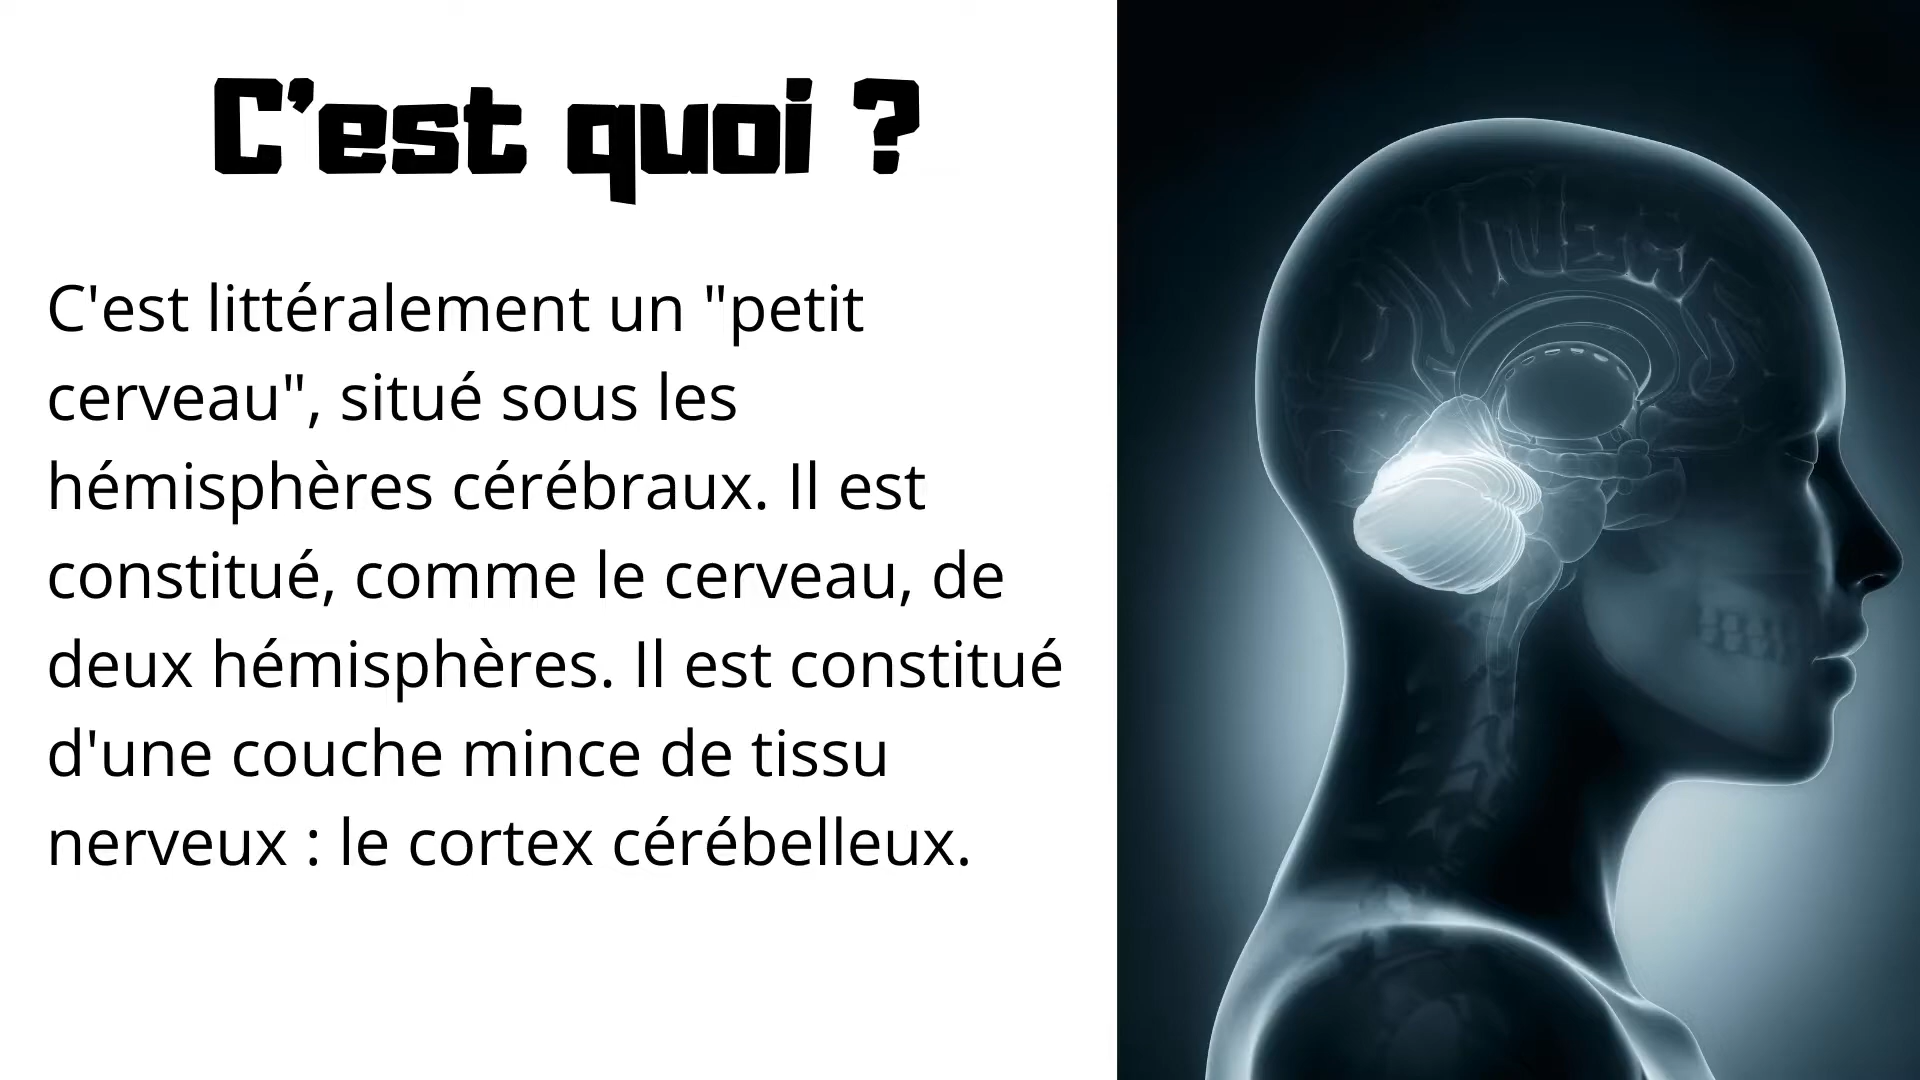 C'est quoi ?
C'est littéralement un "petit
cerveau", situé sous les
hémisphères cérébraux. Il est
constitué, comme le cerveau, de
deux hémisphères. Il est constitué
d'une couche mince de tissu
nerveux : le cortex cérébelleux.